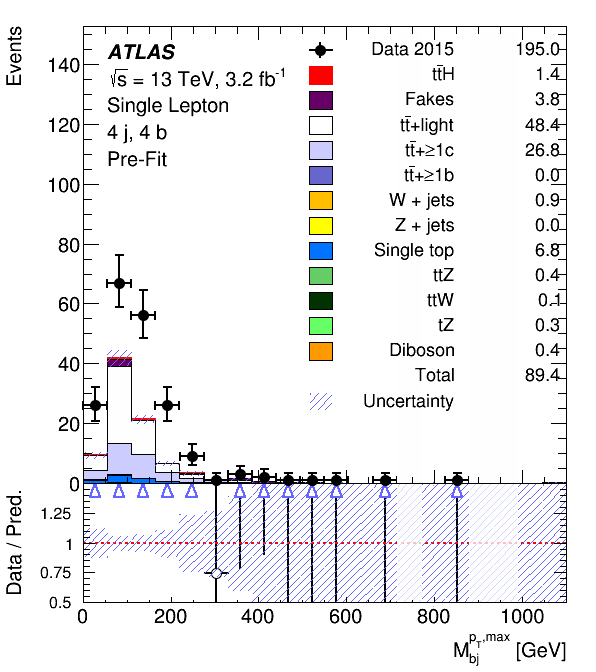 Events
140
120
100
80
60
40
20
0
ATLAS
√s = 13 TeV, 3.2 fb⁻¹
Single Lepton
4 j, 4 b
Pre-Fit
Data 2015 195.0
tt̄H 1.4
Fakes 3.8
tt̄+light 48.4
tt̄+≥1c 26.8
tt̄+≥1b 0.0
W + jets 0.9
Z + jets 0.0
Single top 6.8
ttZ 0.4
ttW 0.1
tZ 0.3
Diboson 0.4
Total 89.4
Uncertainty
Data / Pred.
1.25
1
0.75
0.5
0 200 400 600 800 1000
M_bj^{p_T,max} [GeV]